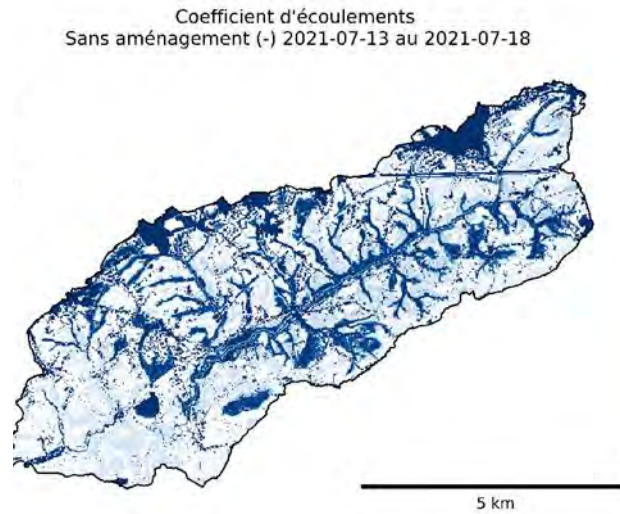 Coefficient d'écoulements
Sans aménagement (-) 2021-07-13 au 2021-07-18
5 km